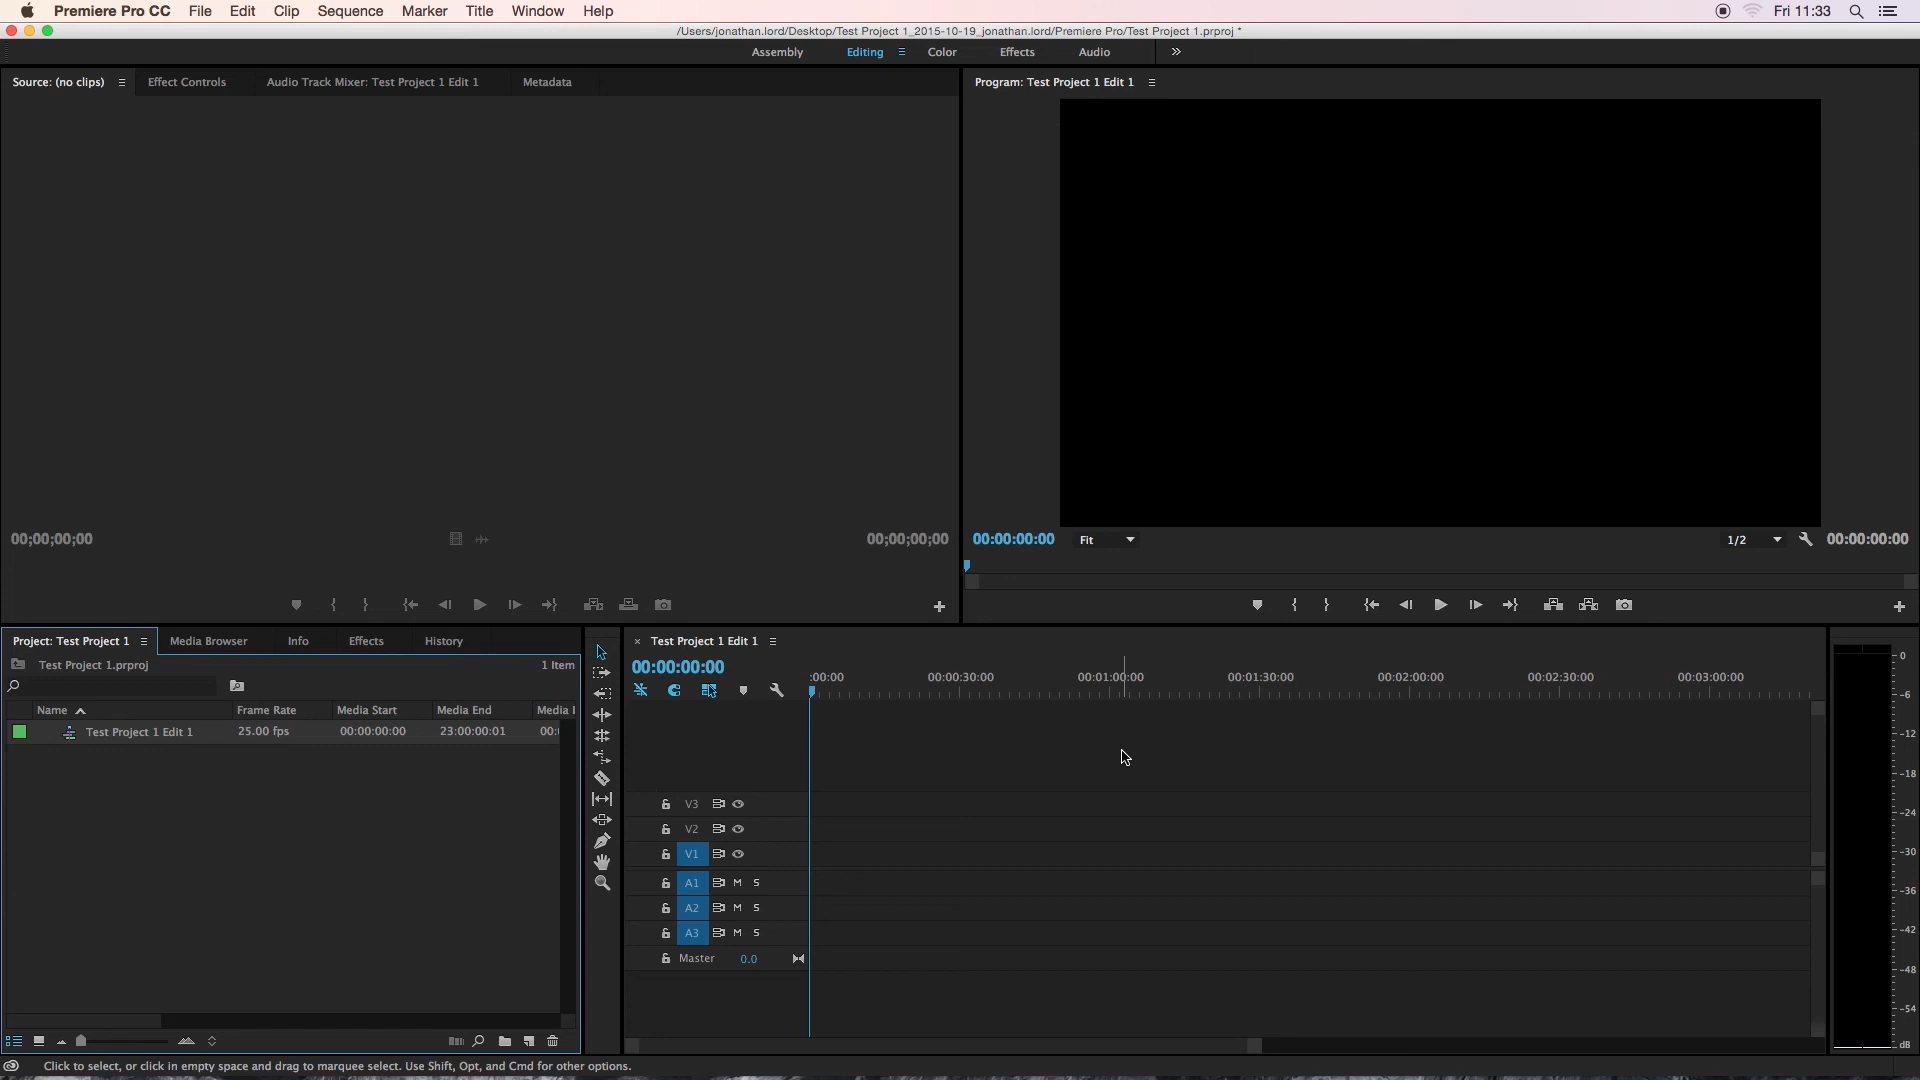 Premiere Pro CC File Edit Clip Sequence Marker Title Window Help Fri 11:33
/Users/jonathan.lord/Desktop/Test Project 1_2015-10-19_jonathan.lord/Premiere Pro/Test Project 1.prproj *
Assembly Editing Color Effects Audio
Source: (no clips) Effect Controls Audio Track Mixer: Test Project 1 Edit 1 Metadata
Program: Test Project 1 Edit 1
00;00;00;00 00;00;00;00
00:00:00:00 Fit 1/2 00:00:00:00
Project: Test Project 1 Media Browser Info Effects History
Test Project 1.prproj 1 Item
Name Frame Rate Media Start Media End Media
Test Project 1 Edit 1 25.00 fps 00:00:00:00 23:00:00:01 00:
Test Project 1 Edit 1
00:00:00:00
:00:00 00:00:30:00 00:01:00:00 00:01:30:00 00:02:00:00 00:02:30:00 00:03:00:00
V3
V2
V1
A1 M S
A2 M S
A3 M S
Master 0.0
0
-6
-12
-18
-24
-30
-36
-42
-48
-54
dB
Click to select, or click in empty space and drag to marquee select. Use Shift, Opt, and Cmd for other options.